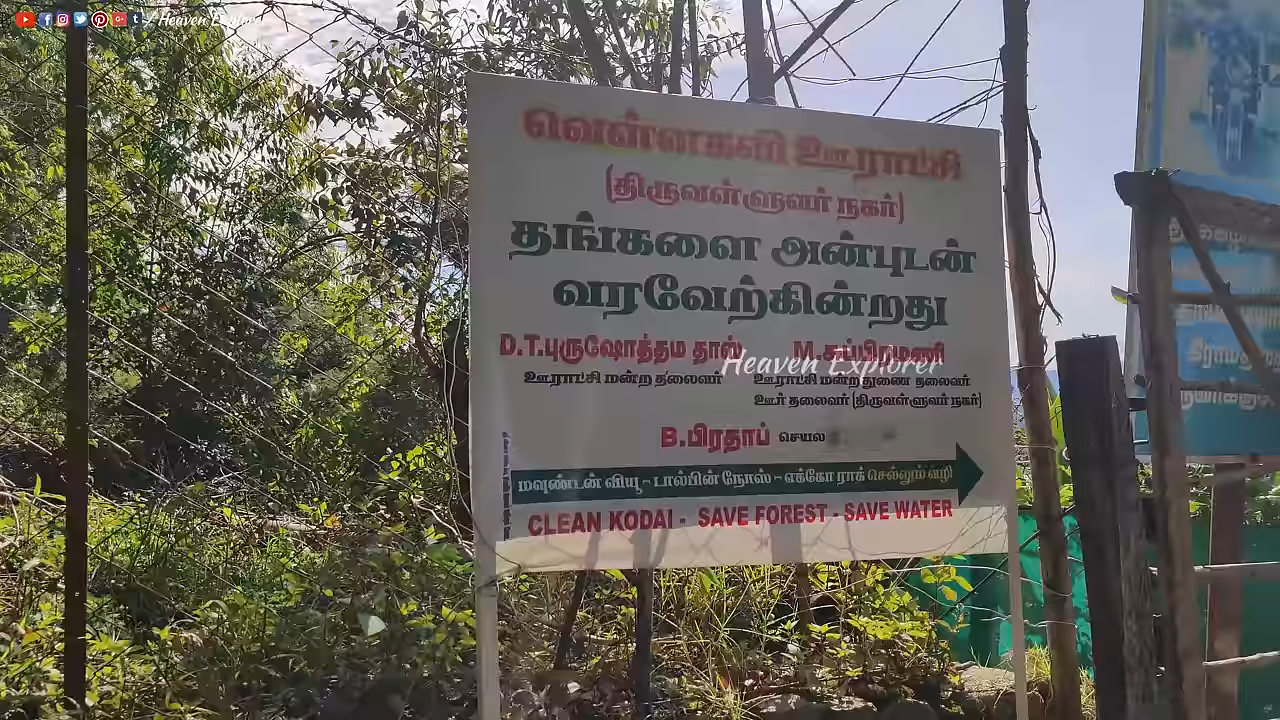 / Heaven Explorer
வெள்ளகவி ஊராட்சி
(திருவள்ளுவர் நகர்)
தங்களை அன்புடன்
வரவேற்கின்றது
D.T.புருஷோத்தம தாஸ் M.சுப்பிரமணி
ஊராட்சி மன்ற தலைவர் ஊராட்சி மன்ற துணை தலைவர்
ஊர் தலைவர் (திருவள்ளுவர் நகர்)
Heaven Explorer
B.பிரதாப் செயல
மவுண்டன் வியூ - டால்பின் நோஸ் - எக்கோ ராக் செல்லும் வழி
CLEAN KODAI - SAVE FOREST - SAVE WATER